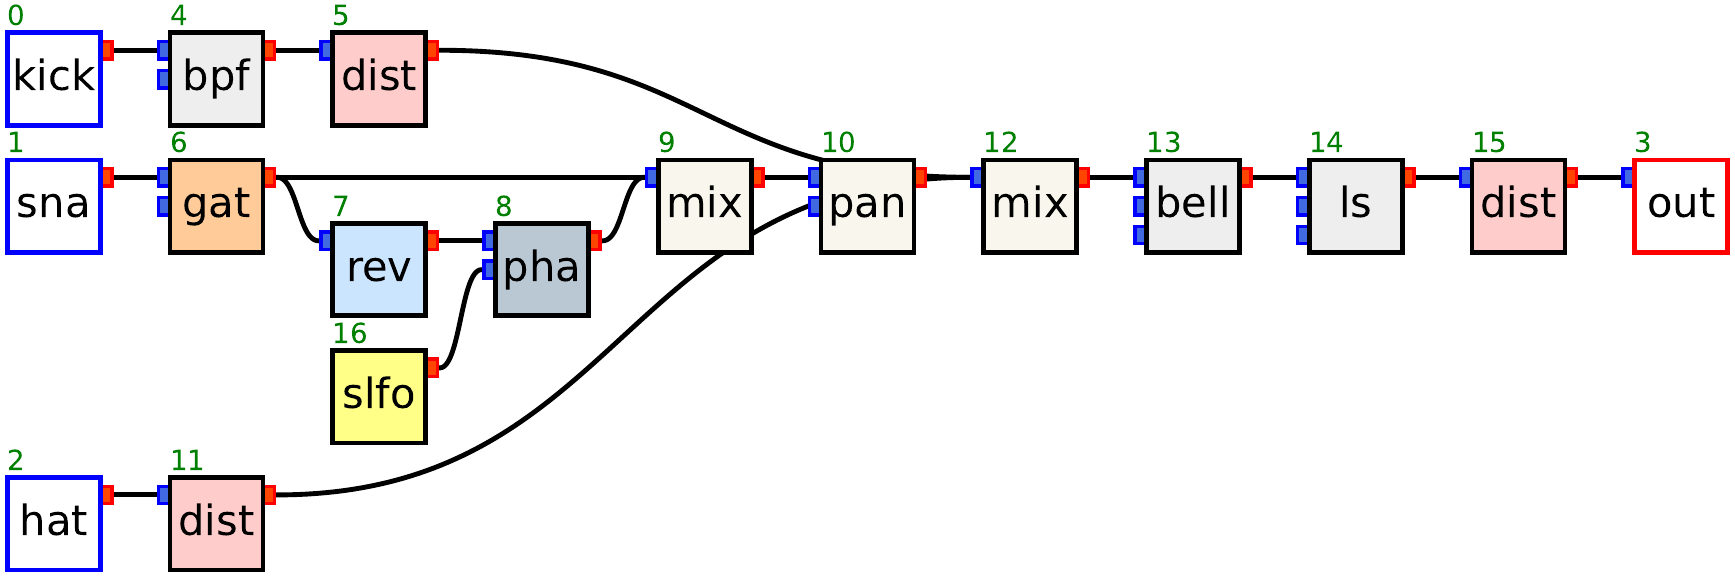 0 4 5
kick bpf dist
1 6 9 10 12 13 14 15 3
sna gat mix pan mix bell ls dist out
7 8
rev pha
16
slfo
2 11
hat dist